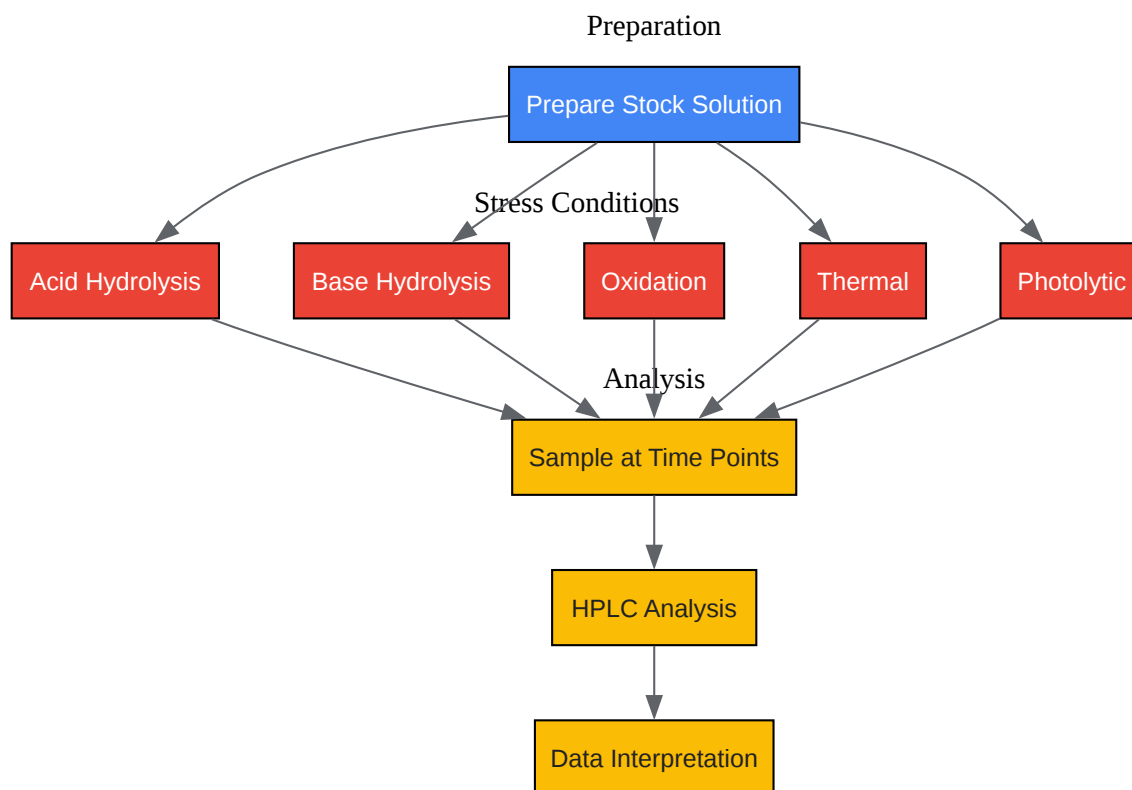 Preparation
Prepare Stock Solution
Stress Conditions
Acid Hydrolysis
Base Hydrolysis
Oxidation
Thermal
Photolytic
Analysis
Sample at Time Points
HPLC Analysis
Data Interpretation